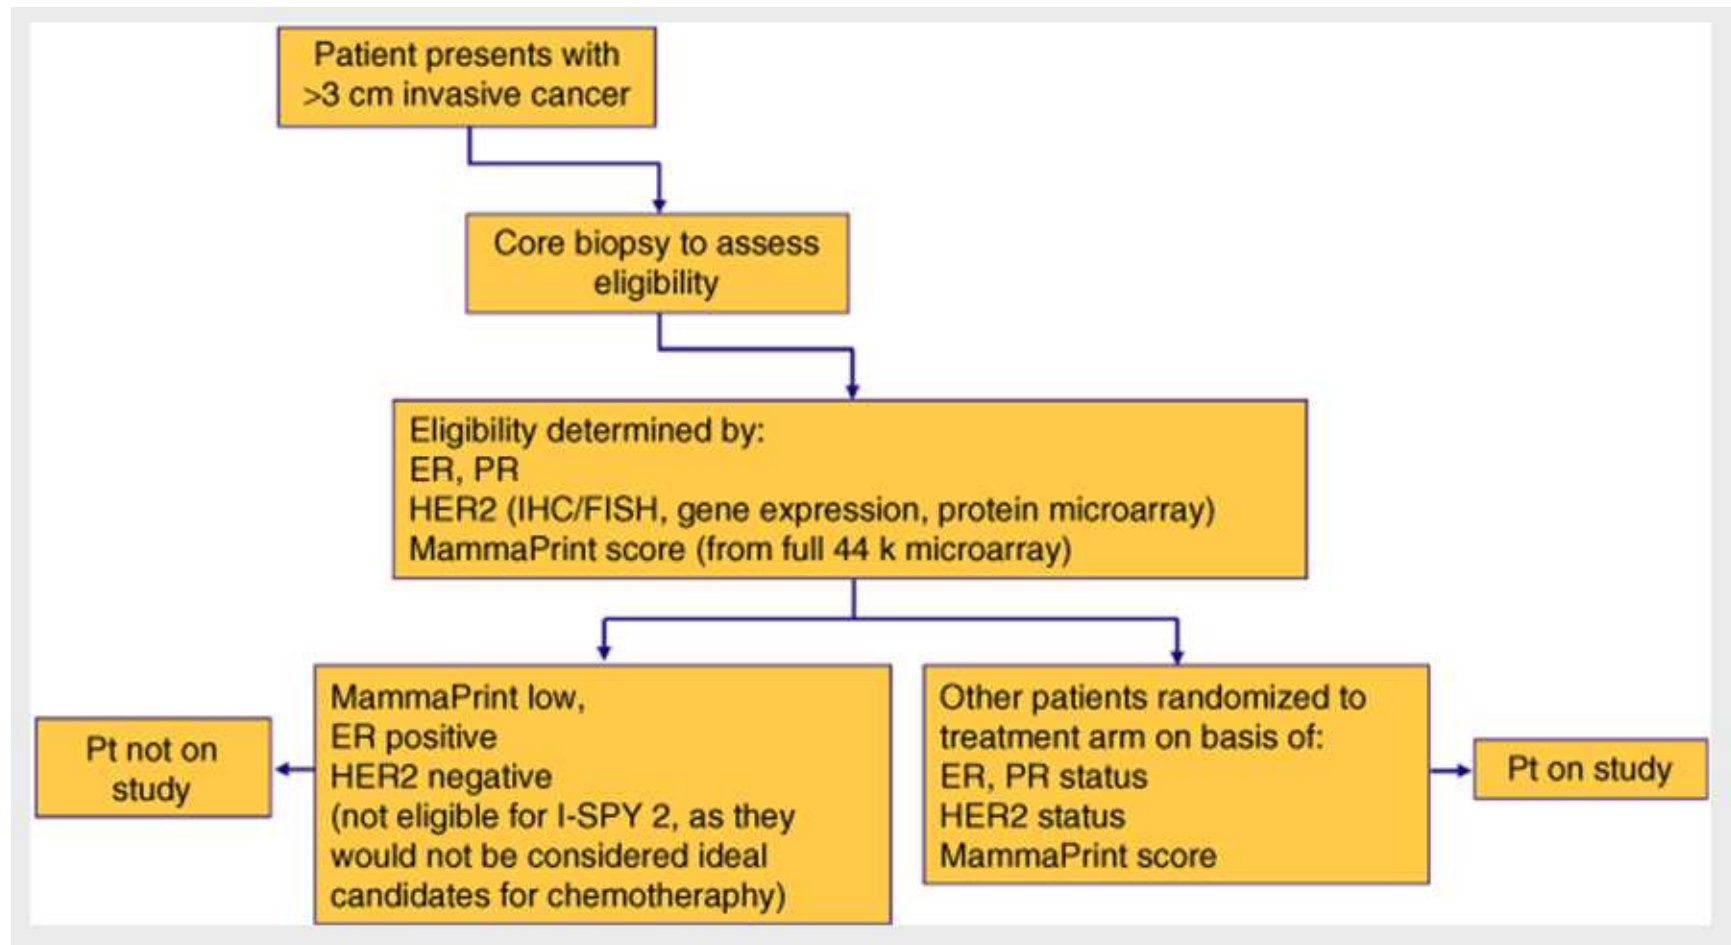 Patient presents with
>3 cm invasive cancer
Core biopsy to assess
eligibility
Eligibility determined by:
ER, PR
HER2 (IHC/FISH, gene expression, protein microarray)
MammaPrint score (from full 44 k microarray)
Pt not on
study
MammaPrint low,
ER positive
HER2 negative
(not eligible for I-SPY 2, as they
would not be considered ideal
candidates for chemotheraphy)
Other patients randomized to
treatment arm on basis of:
ER, PR status
HER2 status
MammaPrint score
Pt on study